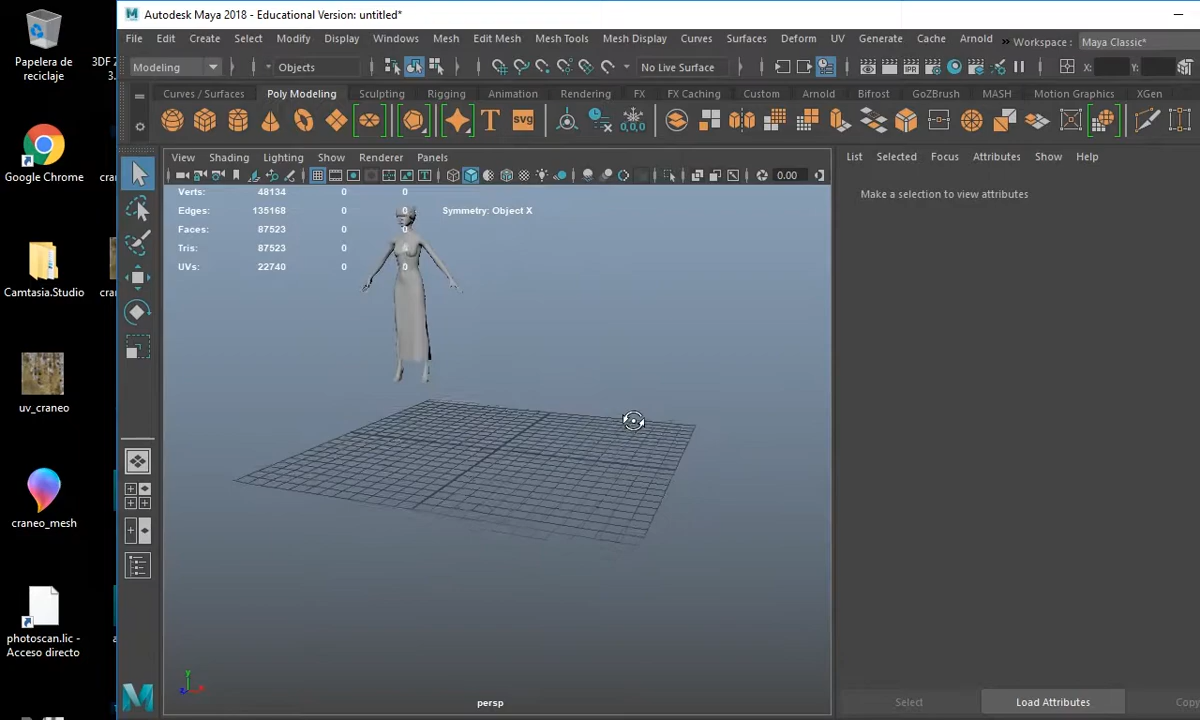 Autodesk Maya 2018 - Educational Version: untitled*
File Edit Create Select Modify Display Windows Mesh Edit Mesh Mesh Tools Mesh Display Curves Surfaces Deform UV Generate Cache Arnold » Workspace : Maya Classic*
Modeling Objects No Live Surface X: Y:
Curves / Surfaces Poly Modeling Sculpting Rigging Animation Rendering FX FX Caching Custom Arnold Bifrost GoZBrush MASH Motion Graphics XGen
T SVG 0,0,0
View Shading Lighting Show Renderer Panels
0.00
List Selected Focus Attributes Show Help
Make a selection to view attributes
Verts: 48134 0 0
Edges: 135168 0 0 Symmetry: Object X
Faces: 87523 0 0
Tris: 87523 0
UVs: 22740 0 0
persp
Select Load Attributes
Papelera de
reciclaje
Google Chrome
Camtasia.Studio
uv_craneo
craneo_mesh
photoscan.lic -
Acceso directo